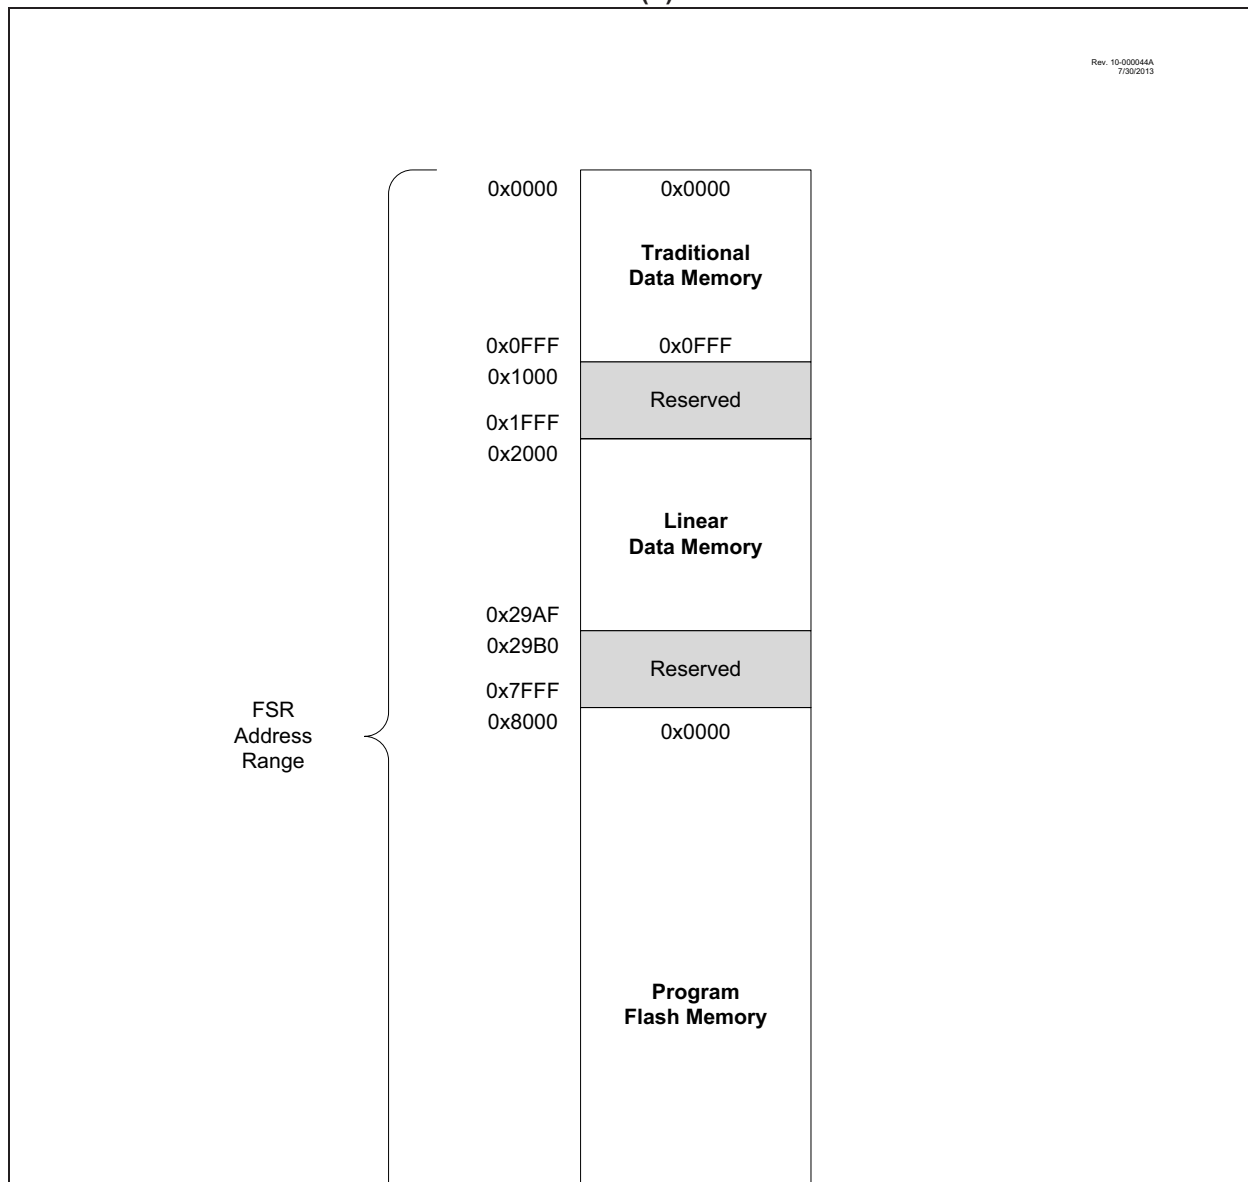 Rev. 10-000044A
7/30/2013
0x0000 0x0000
Traditional
Data Memory
0x0FFF 0x0FFF
0x1000
Reserved
0x1FFF
0x2000
Linear
Data Memory
0x29AF
0x29B0
Reserved
0x7FFF
0x8000
0x0000
FSR
Address
Range
Program
Flash Memory